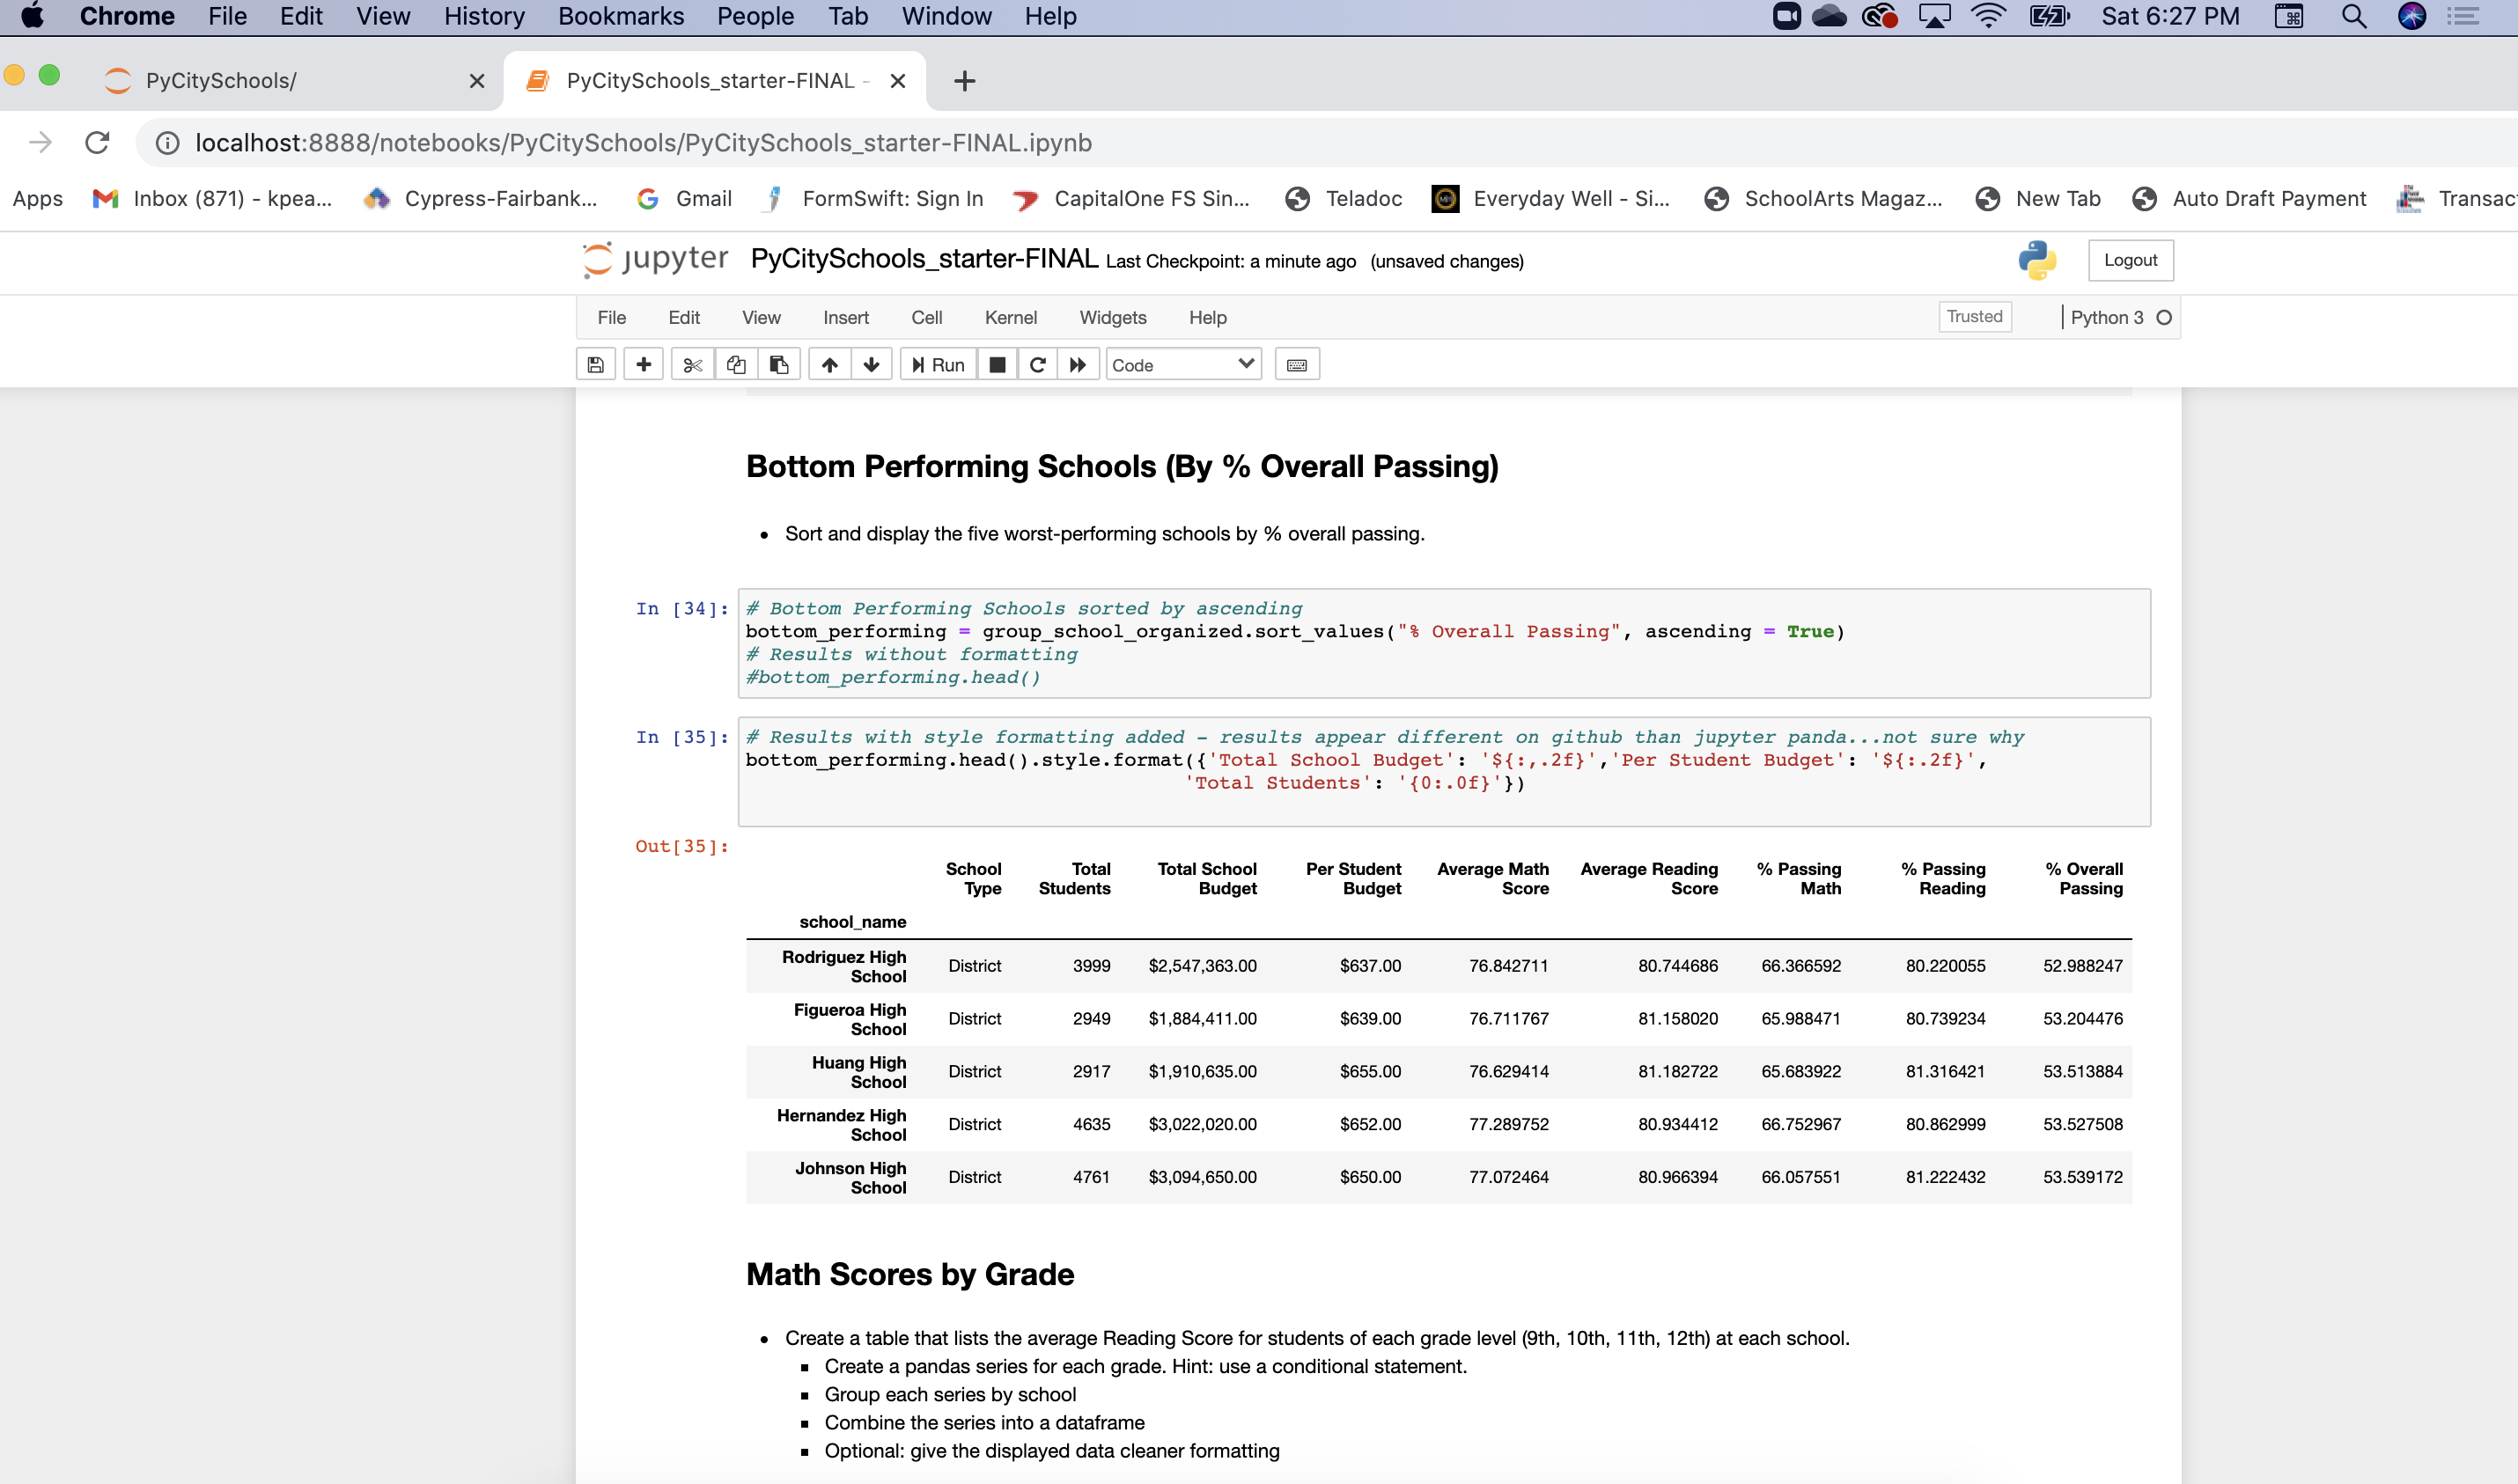 Chrome File Edit View History Bookmarks People Tab Window Help Sat 6:27 PM
PyCitySchools/ PyCitySchools_starter-FINAL -
localhost:8888/notebooks/PyCitySchools/PyCitySchools_starter-FINAL.ipynb
Apps Inbox (871) - kpea... Cypress-Fairbank... Gmail FormSwift: Sign In CapitalOne FS Sin... Teladoc Everyday Well - Si... SchoolArts Magaz... New Tab Auto Draft Payment Transac
jupyter PyCitySchools_starter-FINAL Last Checkpoint: a minute ago (unsaved changes) Logout
File Edit View Insert Cell Kernel Widgets Help Trusted Python 3
Run Code
Bottom Performing Schools (By % Overall Passing)
• Sort and display the five worst-performing schools by % overall passing.
In [34]: # Bottom Performing Schools sorted by ascending
bottom_performing = group_school_organized.sort_values("% Overall Passing", ascending = True)
# Results without formatting
#bottom_performing.head()
In [35]: # Results with style formatting added - results appear different on github than jupyter panda...not sure why
bottom_performing.head().style.format({'Total School Budget': '${:,.2f}','Per Student Budget': '${:.2f}',
'Total Students': '{0:.0f}'})
Out[35]:
School Total Total School Per Student Average Math Average Reading % Passing % Passing % Overall
Type Students Budget Budget Score Score Math Reading Passing
school_name
Rodriguez High
School District 3999 $2,547,363.00 $637.00 76.842711 80.744686 66.366592 80.220055 52.988247
Figueroa High
School District 2949 $1,884,411.00 $639.00 76.711767 81.158020 65.988471 80.739234 53.204476
Huang High
School District 2917 $1,910,635.00 $655.00 76.629414 81.182722 65.683922 81.316421 53.513884
Hernandez High
School District 4635 $3,022,020.00 $652.00 77.289752 80.934412 66.752967 80.862999 53.527508
Johnson High
School District 4761 $3,094,650.00 $650.00 77.072464 80.966394 66.057551 81.222432 53.539172
Math Scores by Grade
• Create a table that lists the average Reading Score for students of each grade level (9th, 10th, 11th, 12th) at each school.
▪ Create a pandas series for each grade. Hint: use a conditional statement.
▪ Group each series by school
▪ Combine the series into a dataframe
▪ Optional: give the displayed data cleaner formatting